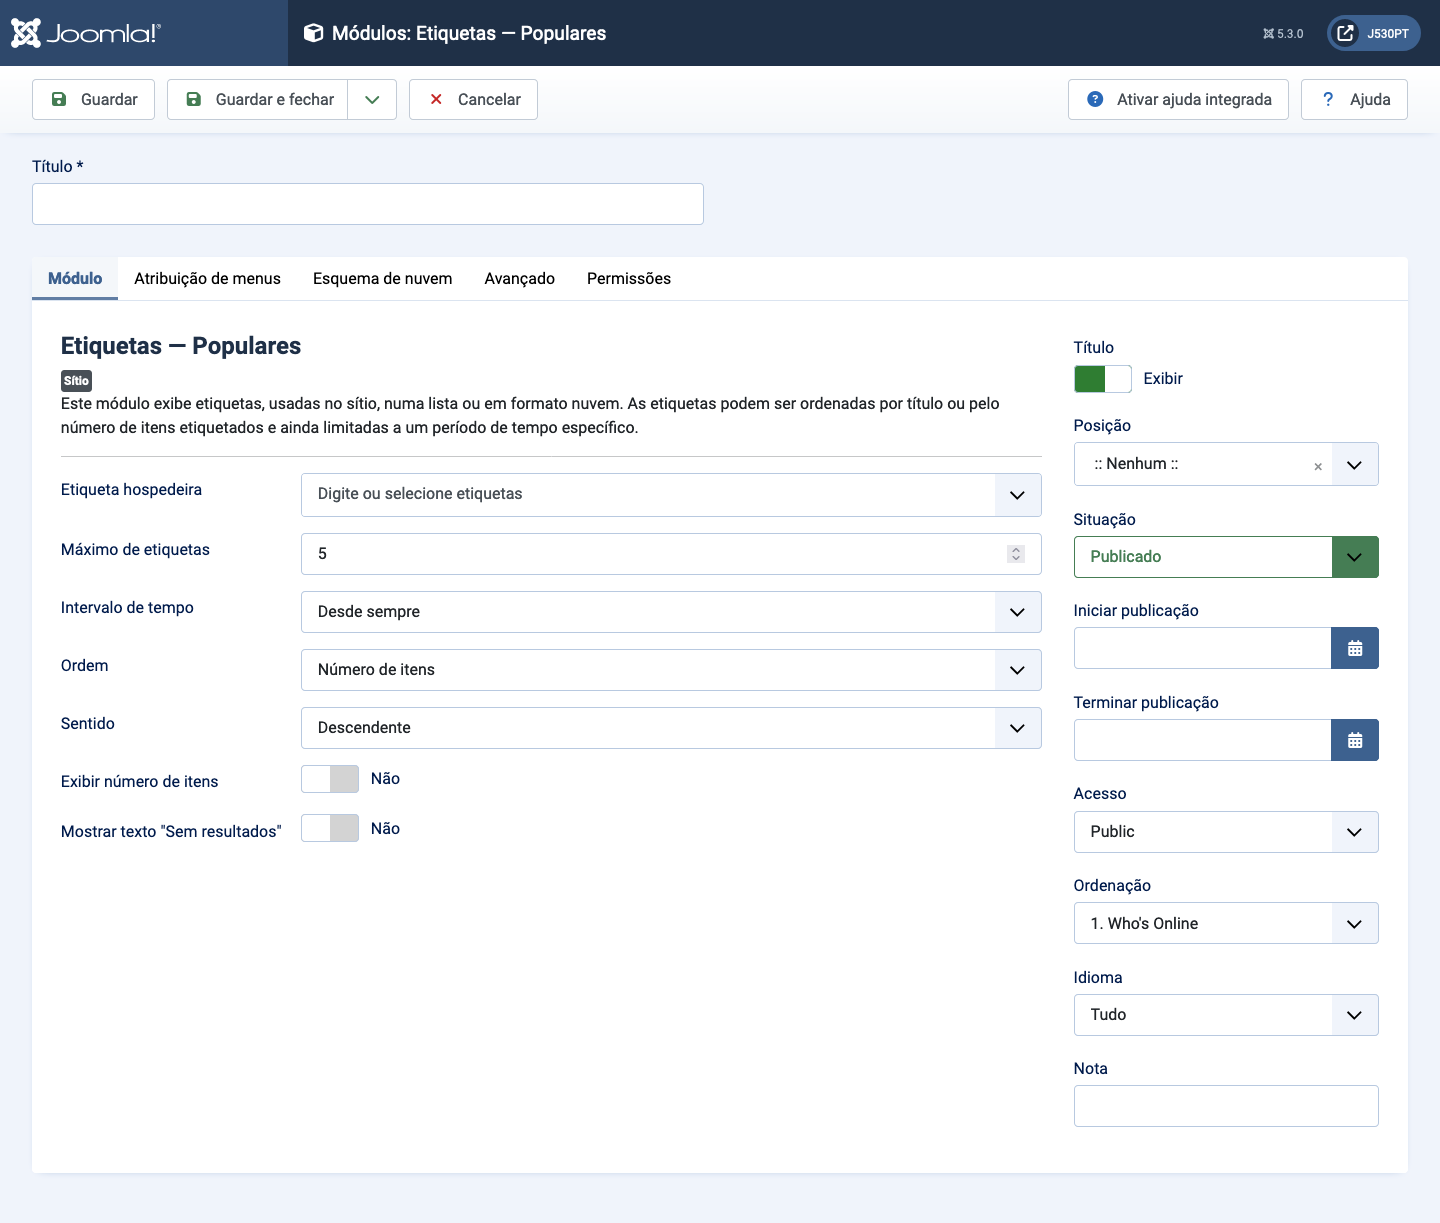 Joomla!®
Módulos: Etiquetas — Populares
5.3.0
J530PT
Guardar
Guardar e fechar
Cancelar
Ativar ajuda integrada
? Ajuda
Título *
Módulo
Atribuição de menus
Esquema de nuvem
Avançado
Permissões
Etiquetas — Populares
Sítio
Este módulo exibe etiquetas, usadas no sítio, numa lista ou em formato nuvem. As etiquetas podem ser ordenadas por título ou pelo
número de itens etiquetados e ainda limitadas a um período de tempo específico.
Etiqueta hospedeira
Digite ou selecione etiquetas
Máximo de etiquetas
5
Intervalo de tempo
Desde sempre
Ordem
Número de itens
Sentido
Descendente
Exibir número de itens
Não
Mostrar texto "Sem resultados"
Não
Título
Exibir
Posição
:: Nenhum ::
×
Situação
Publicado
Iniciar publicação
Terminar publicação
Acesso
Public
Ordenação
1. Who's Online
Idioma
Tudo
Nota